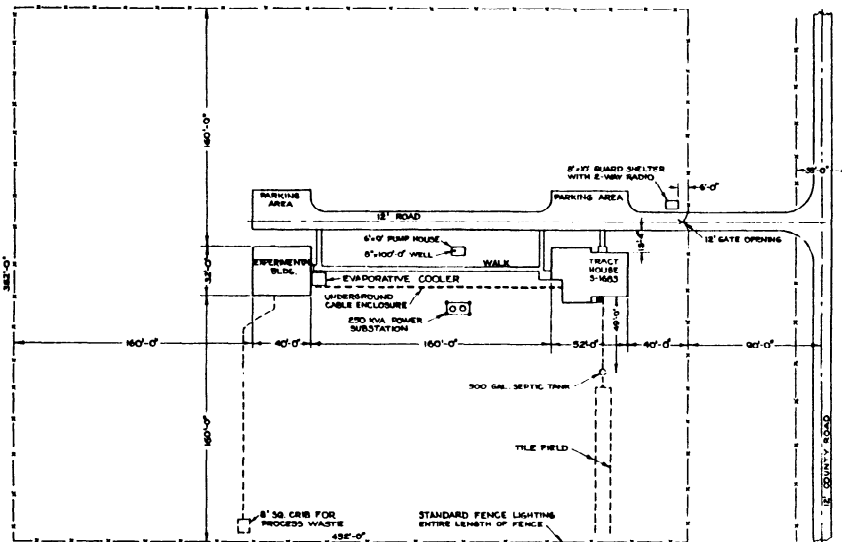 160'-0"
8'x10' GUARD SHELTER
WITH 2-WAY RADIO
6'-0"
PARKING
AREA
PARKING AREA
12' ROAD
12' GATE OPENING
6'x9' PUMP HOUSE
8"x100'-0" WELL
WALK
EXPERIMENTAL
BLDG.
TRACT
HOUSE
S-1683
EVAPORATIVE COOLER
UNDERGROUND
CABLE ENCLOSURE
250 KVA POWER
SUBSTATION
32'-0"
160'-0"
40'-0"
160'-0"
52'-0"
40'-0"
90'-0"
500 GAL. SEPTIC TANK
160'-0"
TILE FIELD
12' COUNTY ROAD
8' SQ. CRIB FOR
PROCESS WASTE
STANDARD FENCE LIGHTING
ENTIRE LENGTH OF FENCE